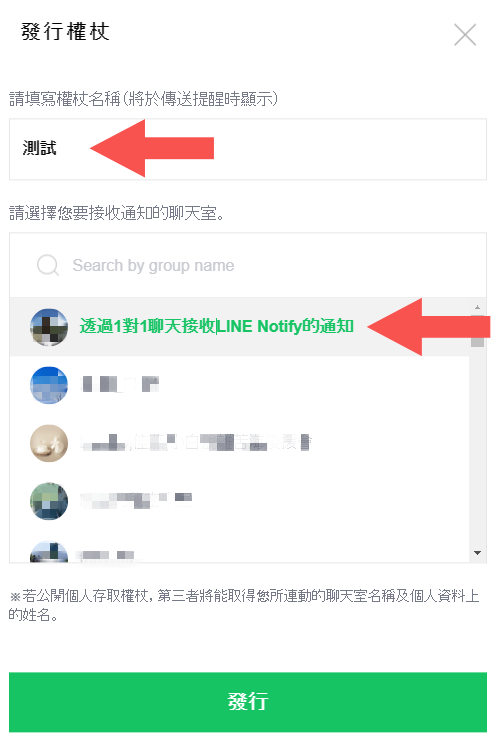 發行權杖
請填寫權杖名稱(將於傳送提醒時顯示)
測試
請選擇您要接收通知的聊天室。
Search by group name
透過1對1聊天接收LINE Notify的通知
※若公開個人存取權杖，第三者將能取得您所連動的聊天室名稱及個人資料上
的姓名。
發行